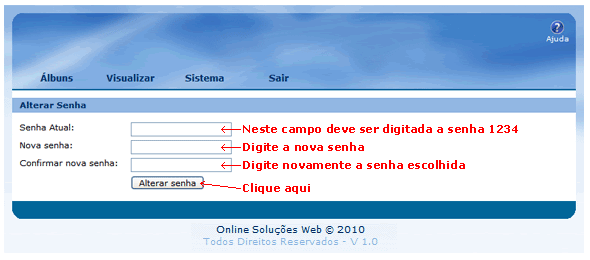 Ajuda
Álbuns Visualizar Sistema Sair
Alterar Senha
Senha Atual: Neste campo deve ser digitada a senha 1234
Nova senha: Digite a nova senha
Confirmar nova senha: Digite novamente a senha escolhida
Alterar senha Clique aqui
Online Soluções Web © 2010
Todos Direitos Reservados - V 1.0